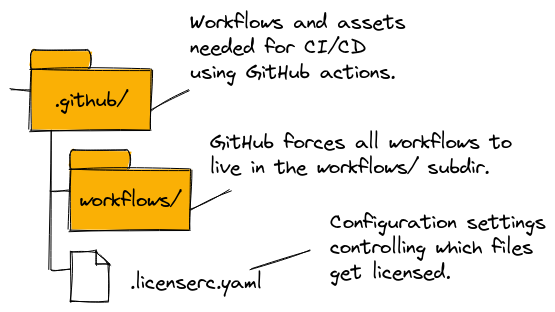 Workflows and assets
needed for CI/CD
using GitHub actions.
.github/
GitHub forces all workflows to
live in the workflows/ subdir.
workflows/
Configuration settings
controlling which files
get licensed.
.licenserc.yaml